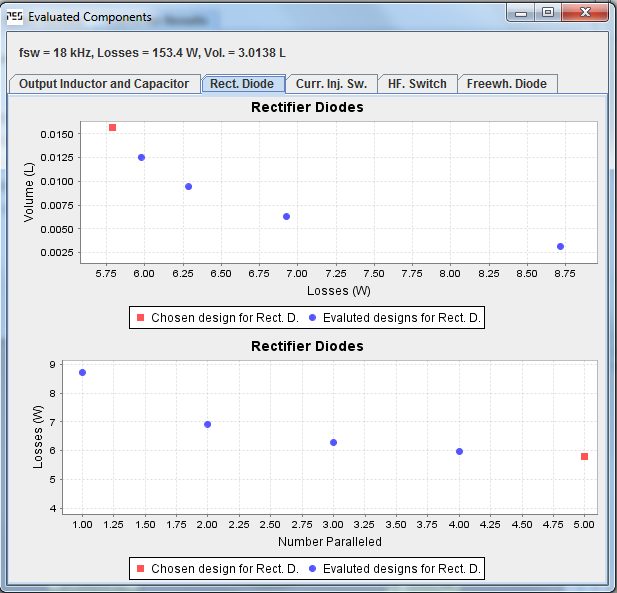 PSS Evaluated Components
fsw = 18 kHz, Losses = 153.4 W, Vol. = 3.0138 L
Output Inductor and Capacitor Rect. Diode Curr. Inj. Sw. HF. Switch Freewh. Diode
Rectifier Diodes
Volume (L)
0.0150
0.0125
0.0100
0.0075
0.0050
0.0025
5.75 6.00 6.25 6.50 6.75 7.00 7.25 7.50 7.75 8.00 8.25 8.50 8.75
Losses (W)
Chosen design for Rect. D. Evaluted designs for Rect. D.
Rectifier Diodes
Losses (W)
9
8
7
6
5
4
1.00 1.25 1.50 1.75 2.00 2.25 2.50 2.75 3.00 3.25 3.50 3.75 4.00 4.25 4.50 4.75 5.00
Number Paralleled
Chosen design for Rect. D. Evaluted designs for Rect. D.